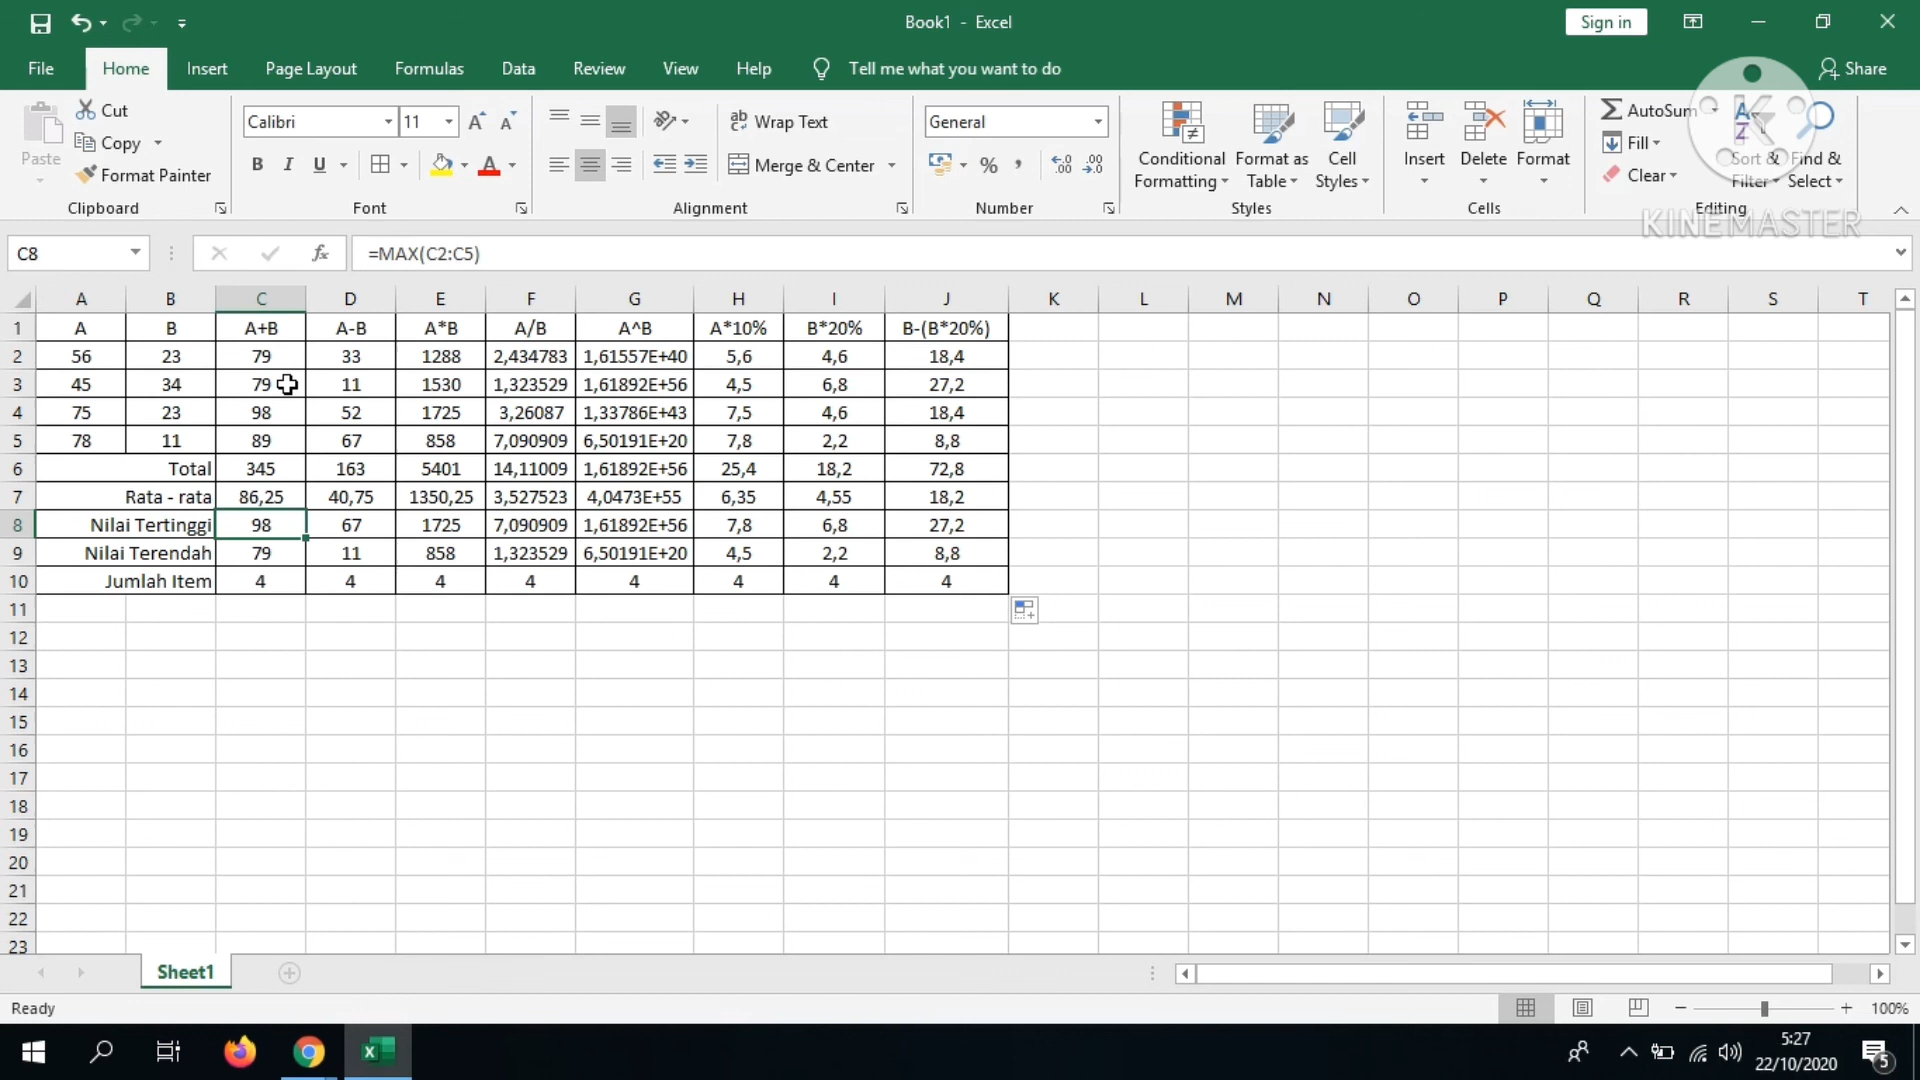 Book1 - Excel
Sign in
File Home Insert Page Layout Formulas Data Review View Help Tell me what you want to do Share
Paste
Cut
Copy
Format Painter
Clipboard
Calibri 11
B I U
Font
Wrap Text
Merge & Center
Alignment
General
Number
Conditional Formatting
Format as Table
Cell Styles
Styles
Insert Delete Format
Cells
AutoSum
Fill
Clear
Sort & Filter
Find & Select
Editing
KINEMASTER
C8 fx =MAX(C2:C5)
A B C D E F G H I J K L M N O P Q R S T
1 A B A+B A-B A*B A/B A^B A*10% B*20% B-(B*20%)
2 56 23 79 33 1288 2,434783 1,61557E+40 5,6 4,6 18,4
3 45 34 79 11 1530 1,323529 1,61892E+56 4,5 6,8 27,2
4 75 23 98 52 1725 3,26087 1,33786E+43 7,5 4,6 18,4
5 78 11 89 67 858 7,090909 6,50191E+20 7,8 2,2 8,8
6 Total 345 163 5401 14,11009 1,61892E+56 25,4 18,2 72,8
7 Rata - rata 86,25 40,75 1350,25 3,527523 4,0473E+55 6,35 4,55 18,2
8 Nilai Tertinggi 98 67 1725 7,090909 1,61892E+56 7,8 6,8 27,2
9 Nilai Terendah 79 11 858 1,323529 6,50191E+20 4,5 2,2 8,8
10 Jumlah Item 4 4 4 4 4 4 4 4
11
12
13
14
15
16
17
18
19
20
21
22
23
Sheet1
Ready
100%
5:27
22/10/2020
5